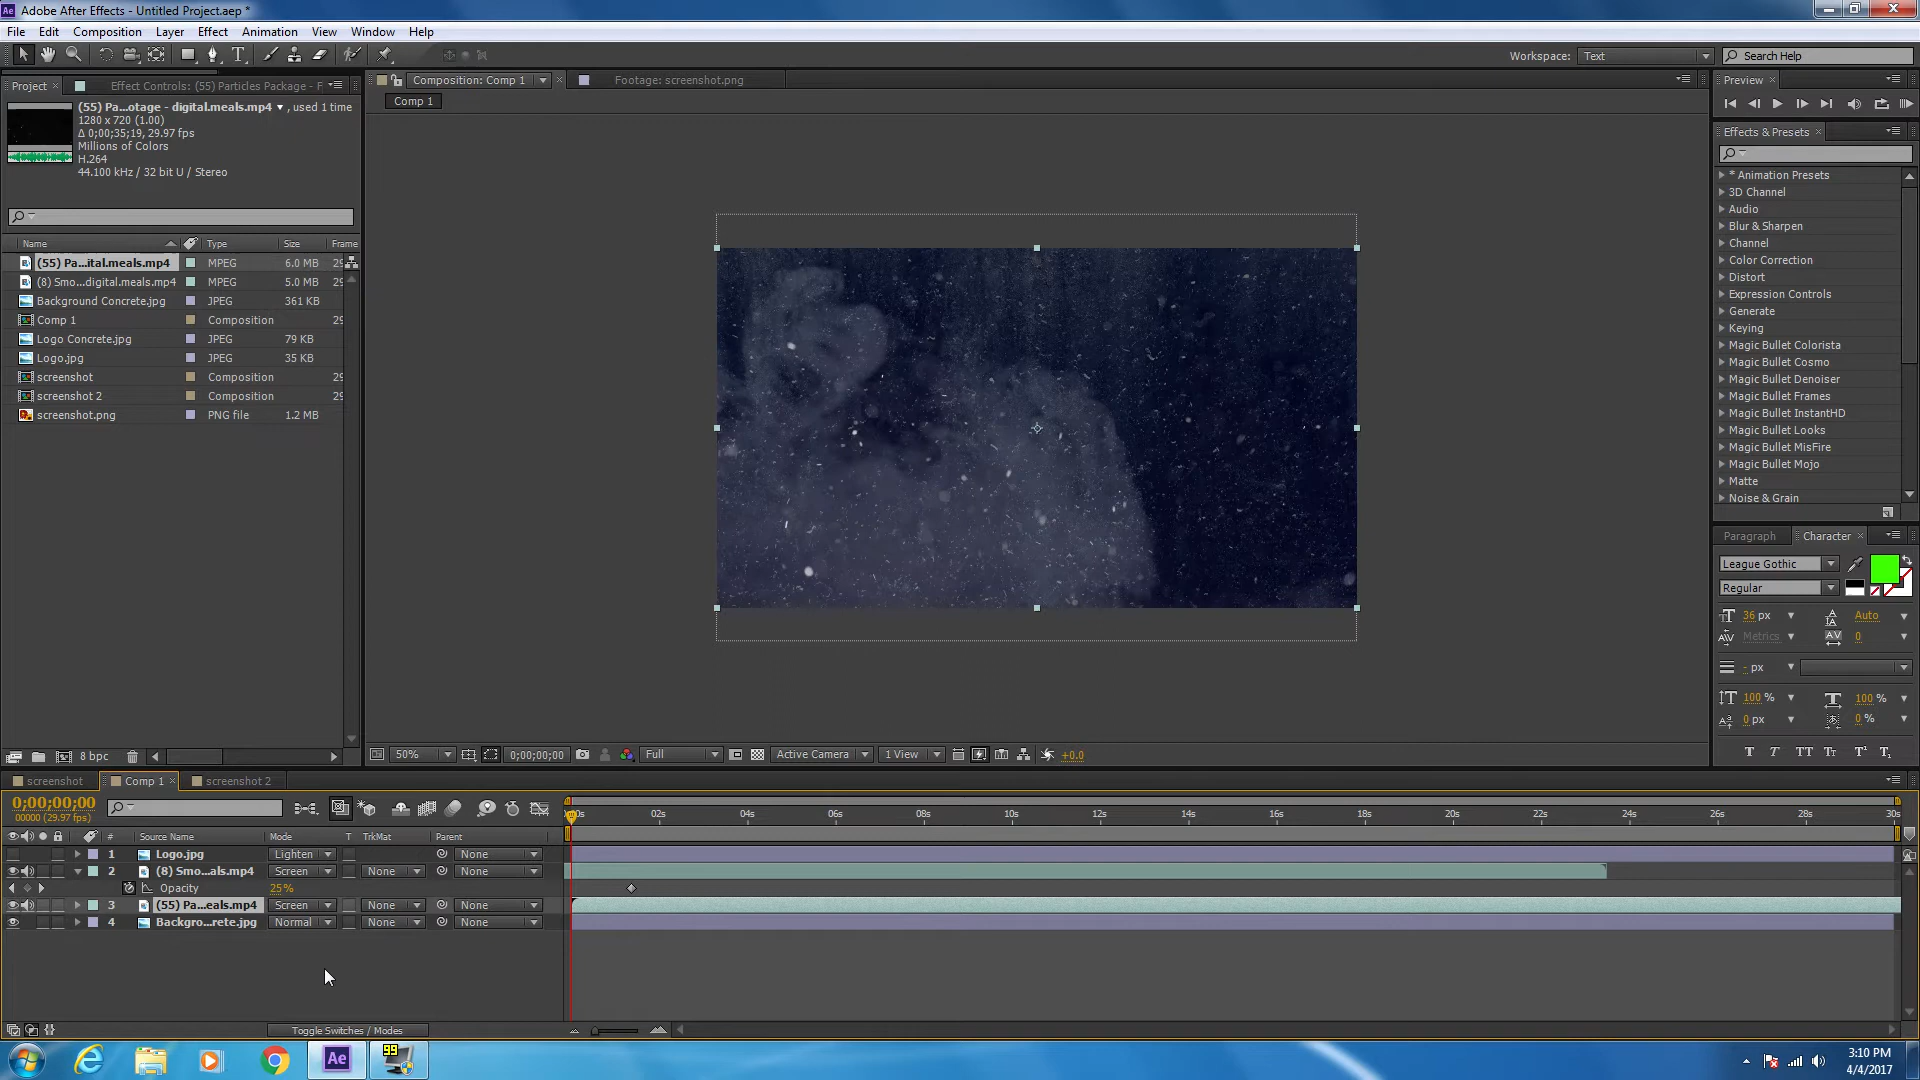 Adobe After Effects - Untitled Project.aep *
File Edit Composition Layer Effect Animation View Window Help
Workspace: Text Search Help
Project Effect Controls: (55) Particles Package - F
Composition: Comp 1 Footage: screenshot.png
Comp 1
(55) Pa...otage - digital.meals.mp4 , used 1 time
1280 x 720 (1.00)
Δ 0;00;35;19, 29.97 fps
Millions of Colors
H.264
44.100 kHz / 32 bit U / Stereo
Name Type Size Frame
(55) Pa...ital.meals.mp4 MPEG 6.0 MB 29
(8) Smo...digital.meals.mp4 MPEG 5.0 MB 29
Background Concrete.jpg JPEG 361 KB
Comp 1 Composition 29
Logo Concrete.jpg JPEG 79 KB
Logo.jpg JPEG 35 KB
screenshot Composition 29
screenshot 2 Composition 29
screenshot.png PNG file 1.2 MB
8 bpc
50% 0;00;00;00 Full Active Camera 1 View +0.0
Preview
Effects & Presets
* Animation Presets
3D Channel
Audio
Blur & Sharpen
Channel
Color Correction
Distort
Expression Controls
Generate
Keying
Magic Bullet Colorista
Magic Bullet Cosmo
Magic Bullet Denoiser
Magic Bullet Frames
Magic Bullet InstantHD
Magic Bullet Looks
Magic Bullet MisFire
Magic Bullet Mojo
Matte
Noise & Grain
Paragraph Character
League Gothic
Regular
36 px Auto
Metrics 0
- px
100 % 100 %
0 px 0 %
T T TT Tt T¹ T₁
screenshot Comp 1 screenshot 2
0;00;00;00
00000 (29.97 fps)
# Source Name Mode T TrkMat Parent
02s 04s 06s 08s 10s 12s 14s 16s 18s 20s 22s 24s 26s 28s 30s
1 Logo.jpg Lighten None
2 (8) Smo...als.mp4 Screen None None
Opacity 25%
3 (55) Pa...eals.mp4 Screen None None
4 Backgro...rete.jpg Normal None None
Toggle Switches / Modes
Ae
99
3:10 PM
4/4/2017